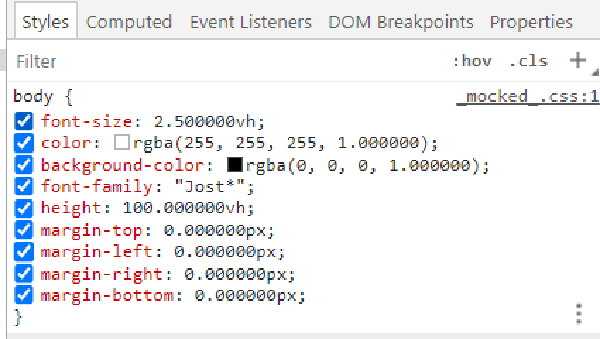 Styles Computed Event Listeners DOM Breakpoints Properties
Filter :hov .cls +
body { _mocked_.css:1
font-size: 2.500000vh;
color: rgba(255, 255, 255, 1.000000);
background-color: rgba(0, 0, 0, 1.000000);
font-family: "Jost*";
height: 100.000000vh;
margin-top: 0.000000px;
margin-left: 0.000000px;
margin-right: 0.000000px;
margin-bottom: 0.000000px;
}